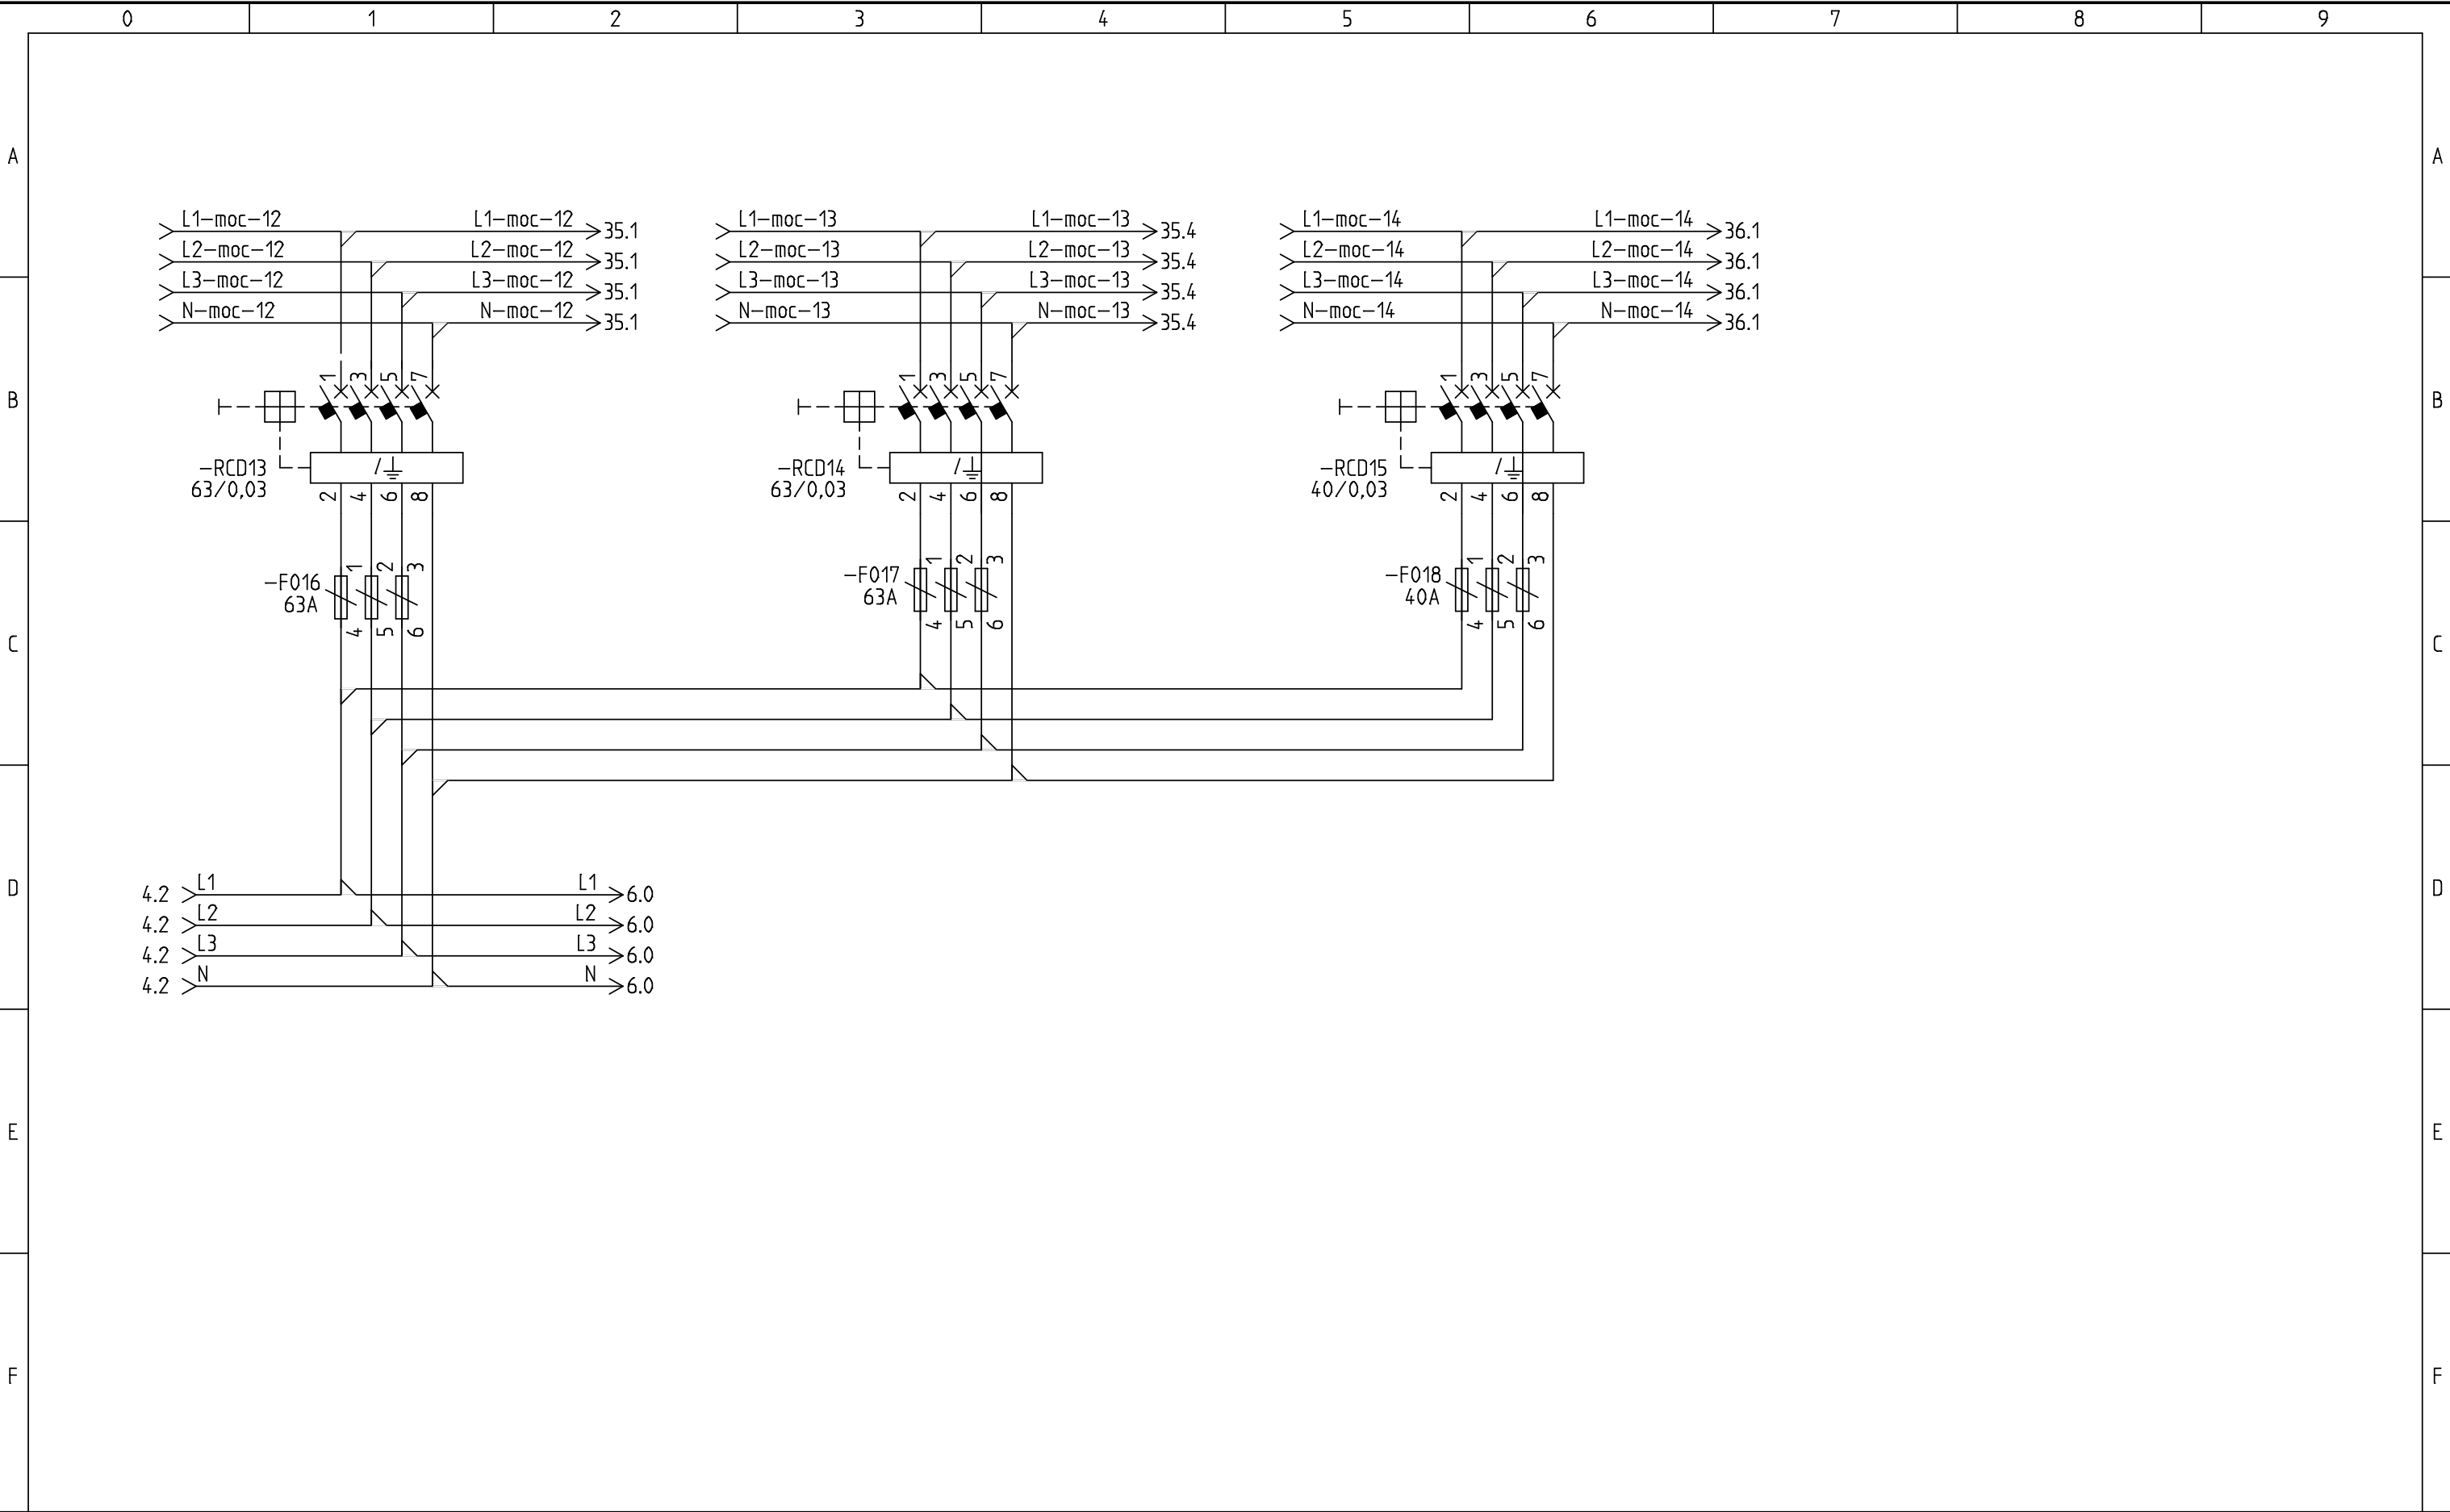 0 1 2 3 4 5 6 7 8 9
A A
L1-moc-12 L1-moc-12 35.1 L1-moc-13 L1-moc-13 35.4 L1-moc-14 L1-moc-14 36.1
L2-moc-12 L2-moc-12 35.1 L2-moc-13 L2-moc-13 35.4 L2-moc-14 L2-moc-14 36.1
L3-moc-12 L3-moc-12 35.1 L3-moc-13 L3-moc-13 35.4 L3-moc-14 L3-moc-14 36.1
N-moc-12 N-moc-12 35.1 N-moc-13 N-moc-13 35.4 N-moc-14 N-moc-14 36.1
1 3 5 7 1 3 5 7 1 3 5 7
B B
-RCD13 -RCD14 -RCD15
63/0,03 63/0,03 40/0,03
2 4 6 8 2 4 6 8 2 4 6 8
1 2 3 1 2 3 1 2 3
-F016 -F017 -F018
63A 63A 40A
4 5 6 4 5 6 4 5 6
C C
D D
4.2 L1 L1 6.0
4.2 L2 L2 6.0
4.2 L3 L3 6.0
4.2 N N 6.0
E E
F F